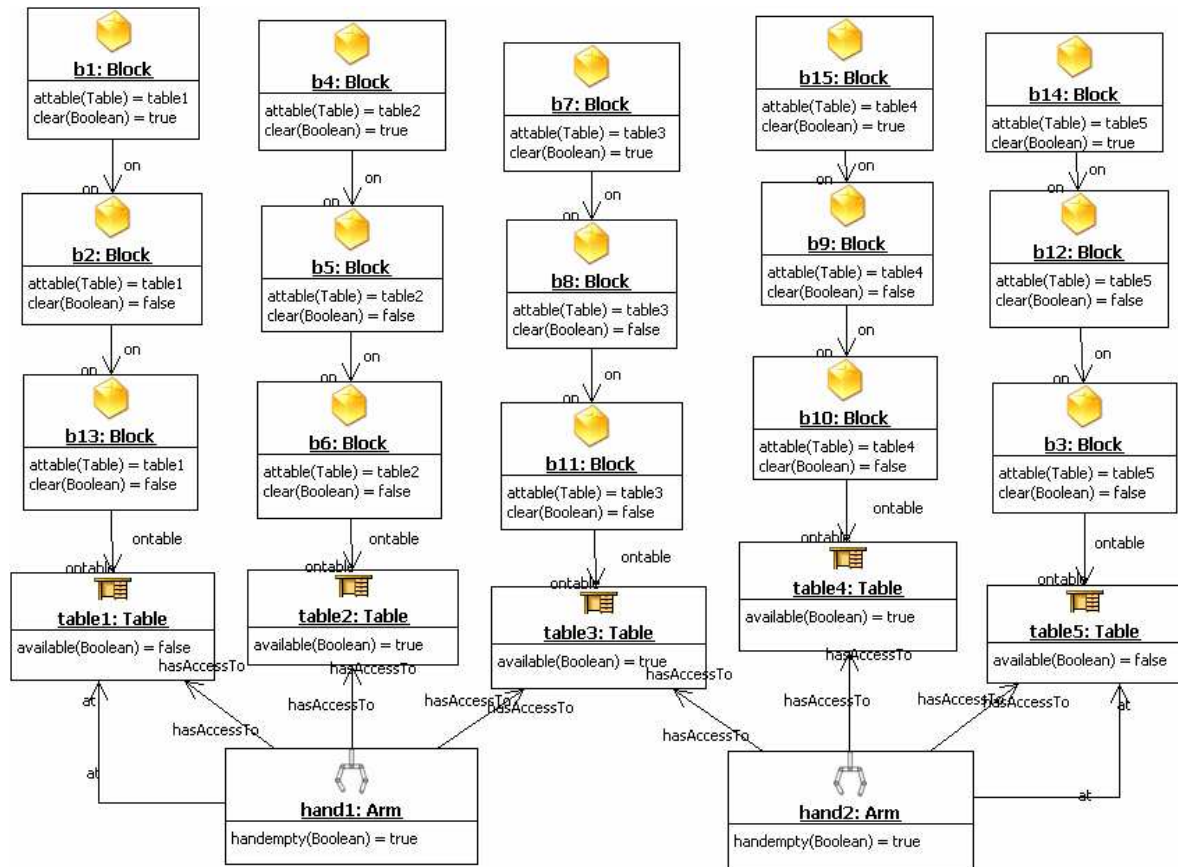 b1: Block
attable(Table) = table1
clear(Boolean) = true
on
on
b2: Block
attable(Table) = table1
clear(Boolean) = false
on
on
b13: Block
attable(Table) = table1
clear(Boolean) = false
ontable
ontable
table1: Table
available(Boolean) = false
b4: Block
attable(Table) = table2
clear(Boolean) = true
on
on
b5: Block
attable(Table) = table2
clear(Boolean) = false
on
on
b6: Block
attable(Table) = table2
clear(Boolean) = false
ontable
ontable
table2: Table
available(Boolean) = true
b7: Block
attable(Table) = table3
clear(Boolean) = true
on
on
b8: Block
attable(Table) = table3
clear(Boolean) = false
on
on
b11: Block
attable(Table) = table3
clear(Boolean) = false
ontable
ontable
table3: Table
available(Boolean) = true
b15: Block
attable(Table) = table4
clear(Boolean) = true
on
on
b9: Block
attable(Table) = table4
clear(Boolean) = false
on
on
b10: Block
attable(Table) = table4
clear(Boolean) = false
ontable
ontable
table4: Table
available(Boolean) = true
b14: Block
attable(Table) = table5
clear(Boolean) = true
on
on
b12: Block
attable(Table) = table5
clear(Boolean) = false
on
on
b3: Block
attable(Table) = table5
clear(Boolean) = false
ontable
ontable
table5: Table
available(Boolean) = false
hasAccessTo
hasAccessTo
hasAccessTo
hasAccessTo
hasAccessTo
hasAccessTo
at
at
hand1: Arm
handempty(Boolean) = true
hasAccessTo
hasAccessTo
hasAccessTo
hasAccessTo
hasAccessTo
hasAccessTo
at
at
hand2: Arm
handempty(Boolean) = true